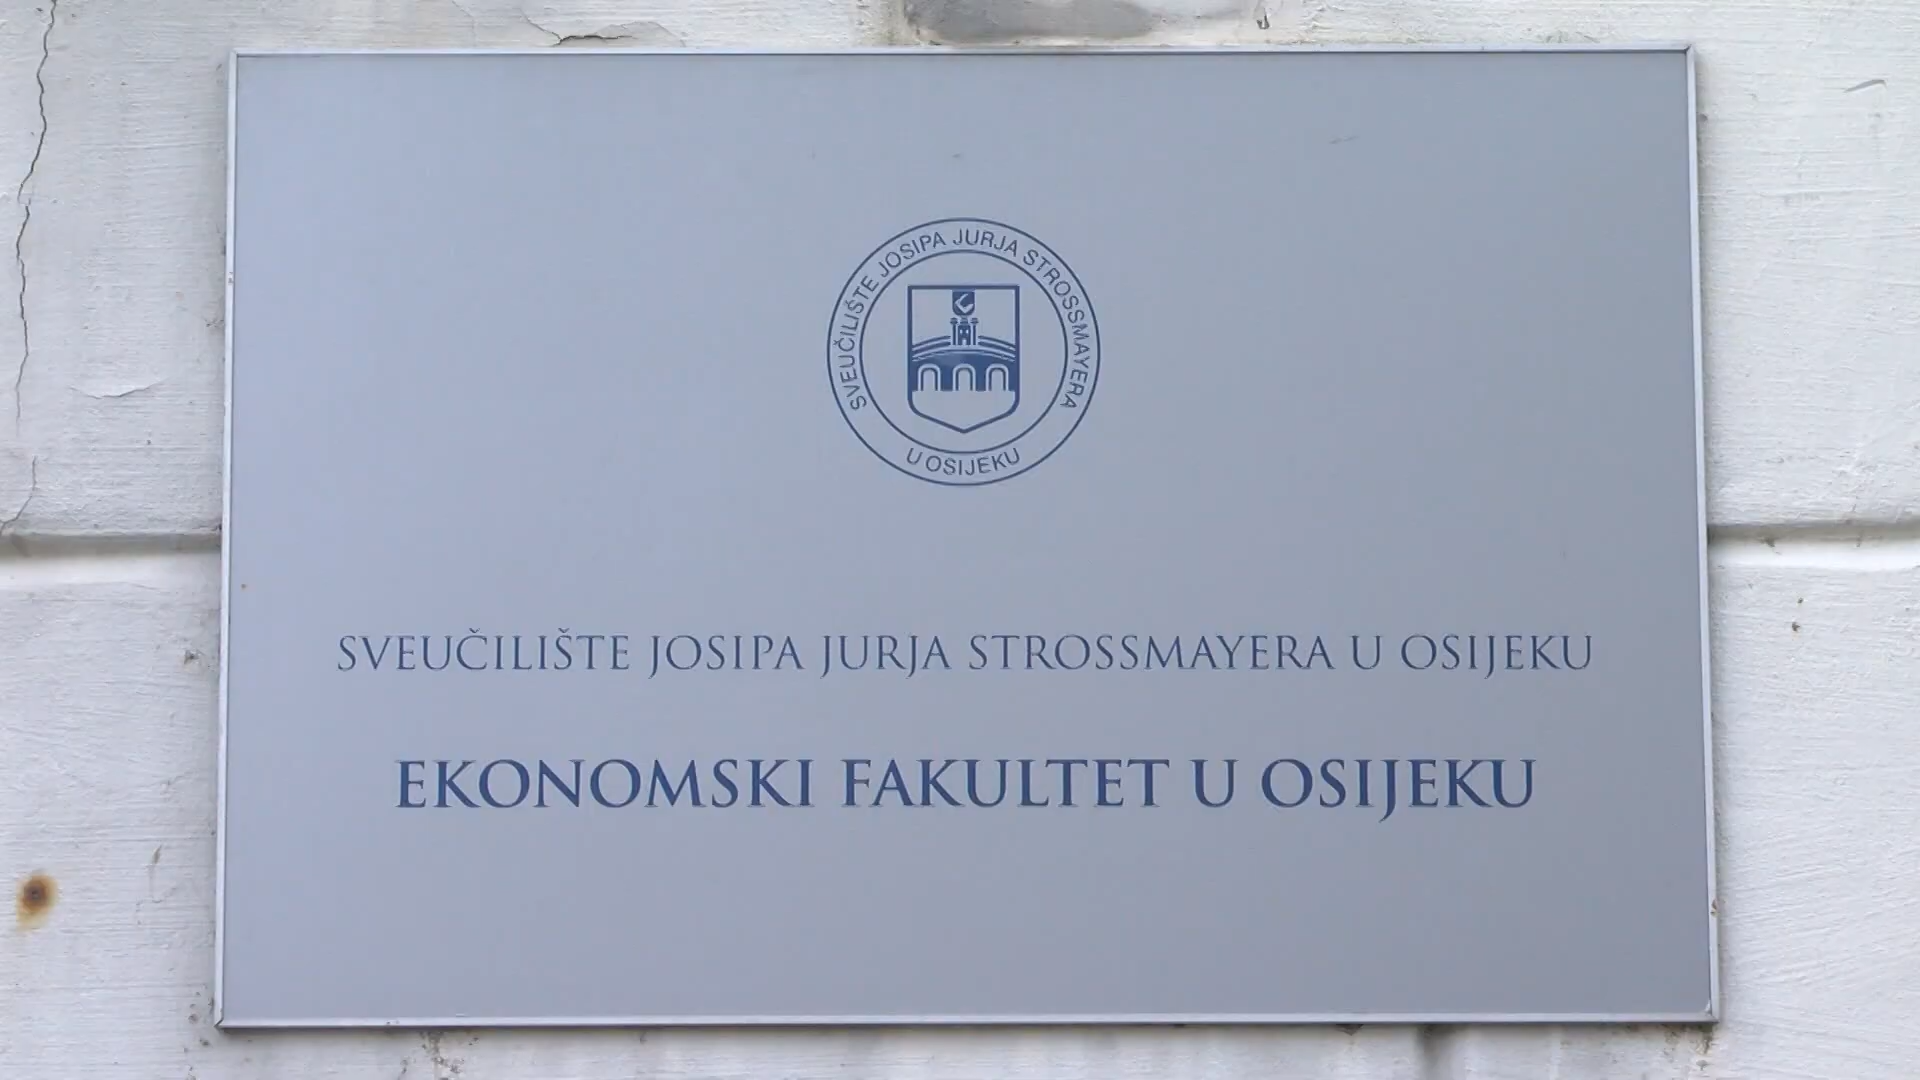 SVEUČILIŠTE JOSIPA JURJA STROSSMAYERA
U OSIJEKU
SVEUČILIŠTE JOSIPA JURJA STROSSMAYERA U OSIJEKU
EKONOMSKI FAKULTET U OSIJEKU